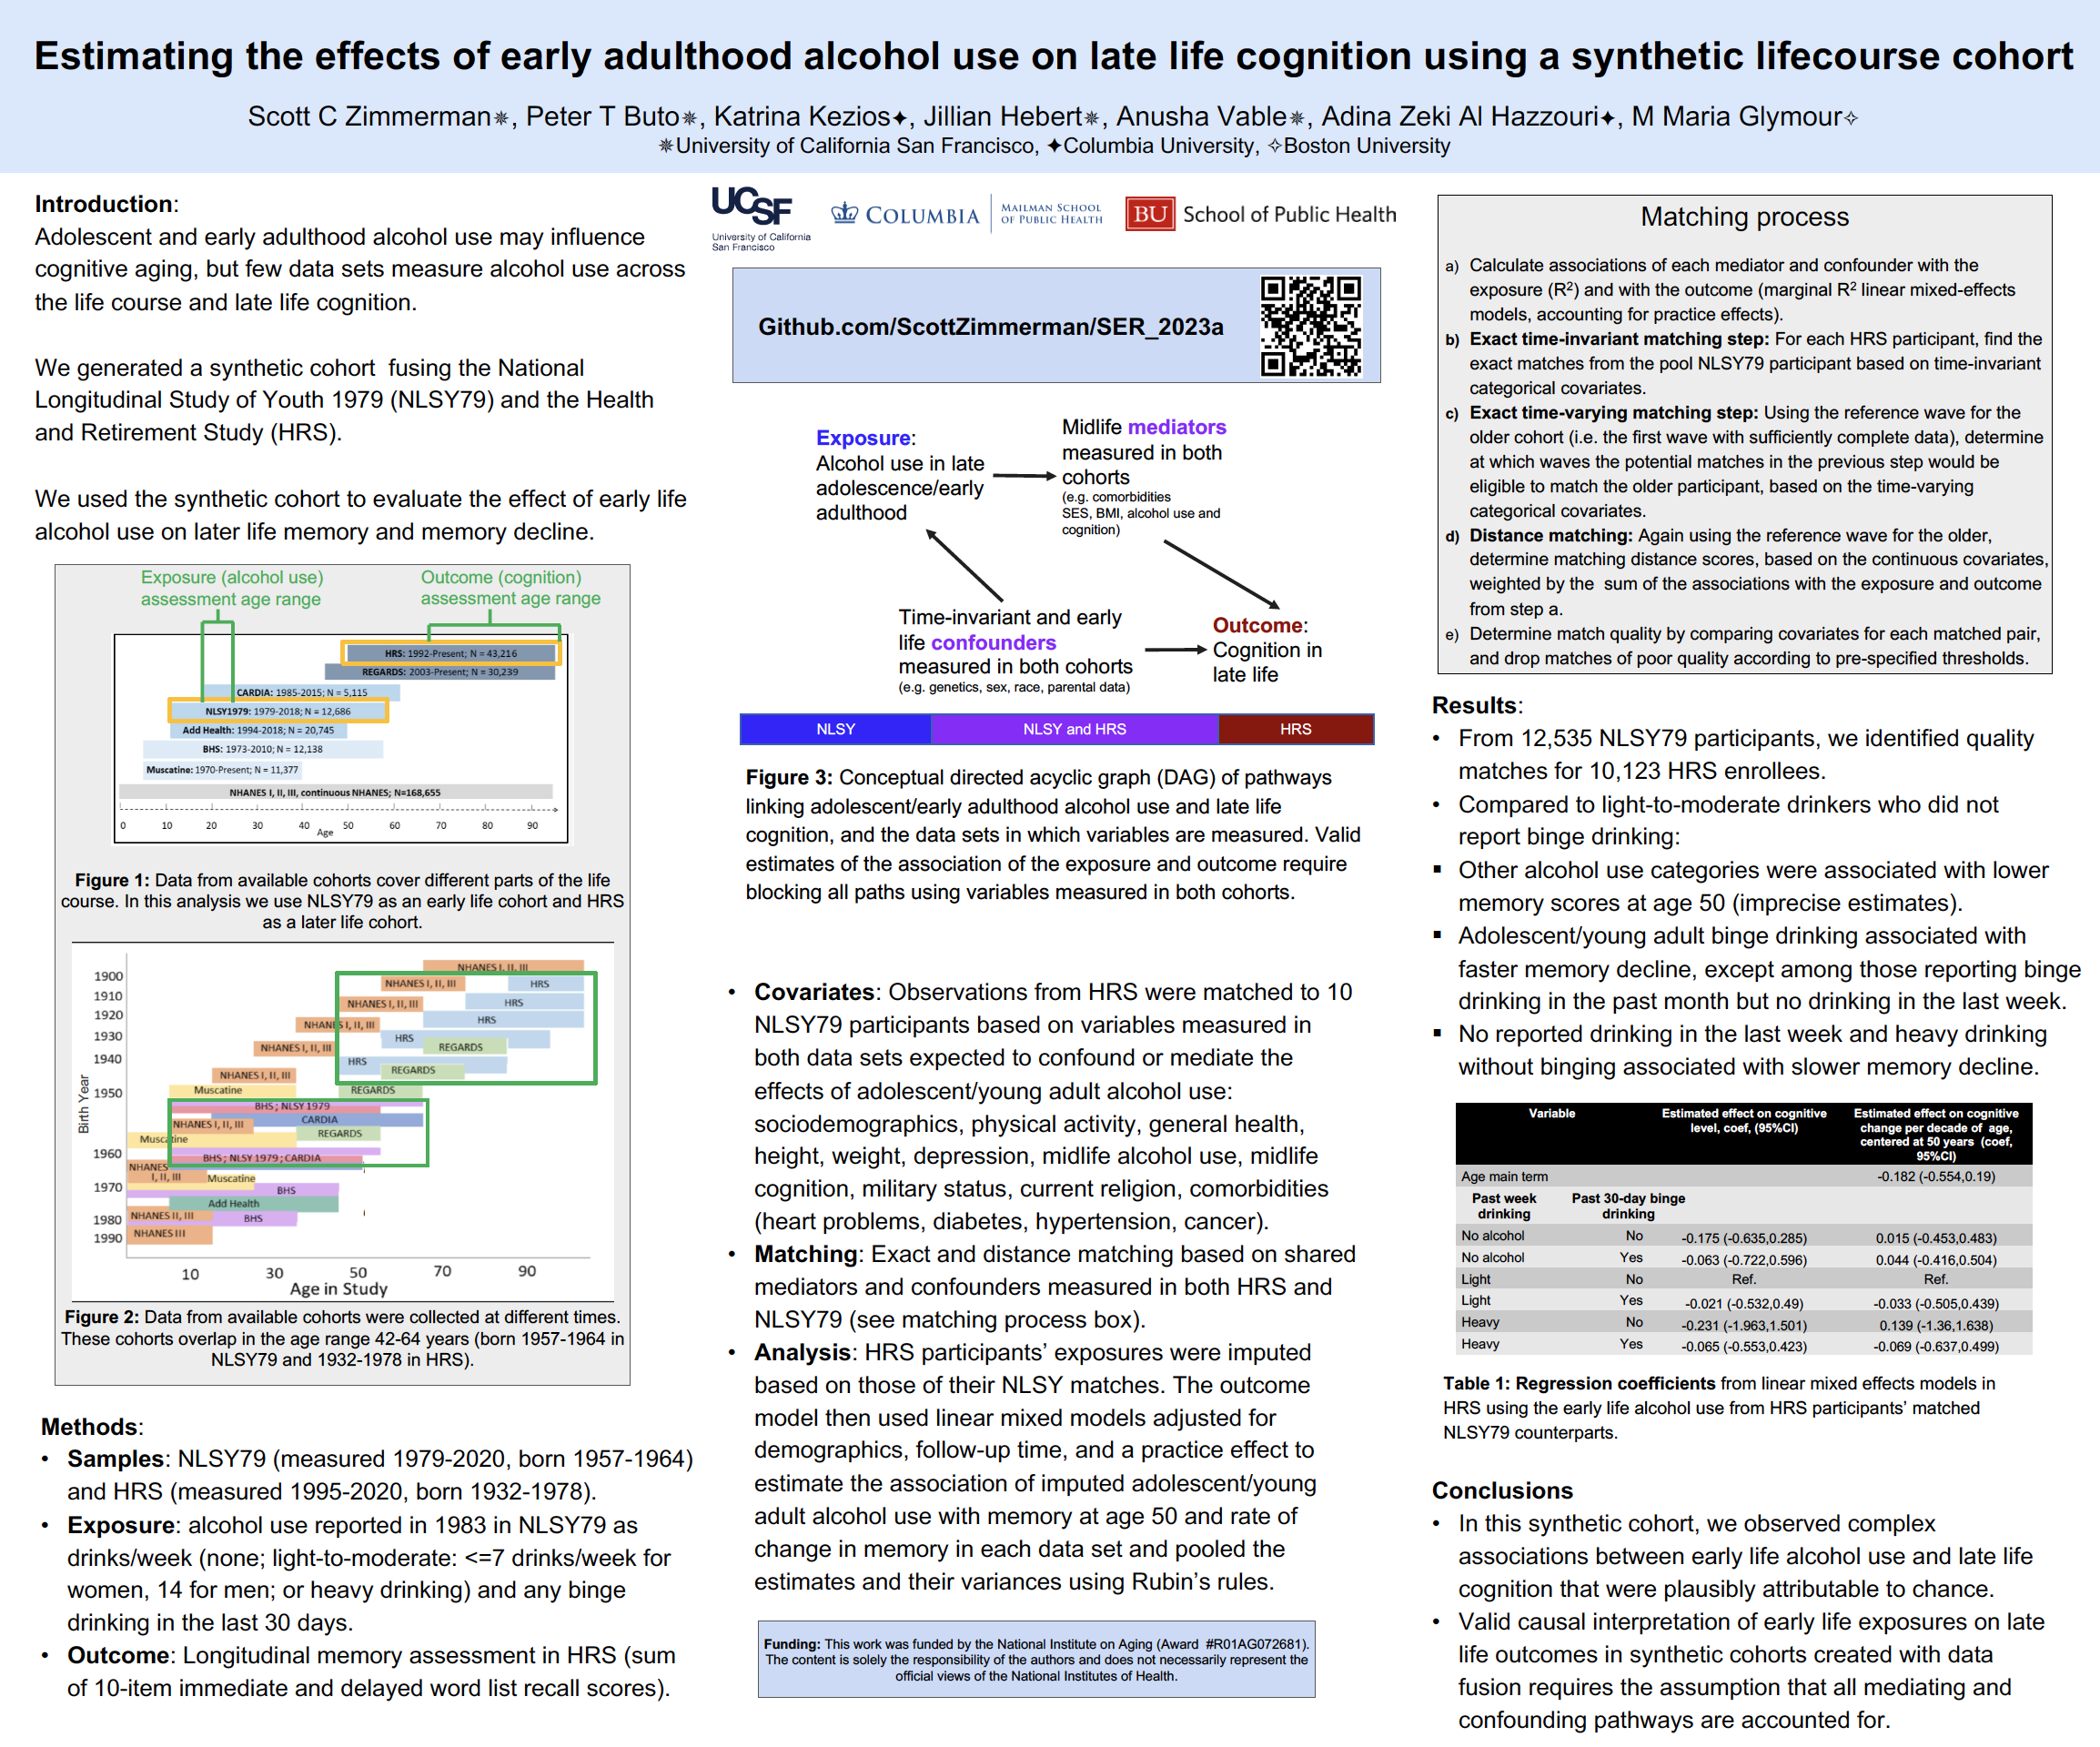 Estimating the effects of early adulthood alcohol use on late life cognition using a synthetic lifecourse cohort
Scott C Zimmerman✵, Peter T Buto✵, Katrina Kezios✦, Jillian Hebert✵, Anusha Vable✵, Adina Zeki Al Hazzouri✦, M Maria Glymour✧
✵University of California San Francisco, ✦Columbia University, ✧Boston University
Introduction:
Adolescent and early adulthood alcohol use may influence
cognitive aging, but few data sets measure alcohol use across
the life course and late life cognition.
We generated a synthetic cohort  fusing the National
Longitudinal Study of Youth 1979 (NLSY79) and the Health
and Retirement Study (HRS).
We used the synthetic cohort to evaluate the effect of early life
alcohol use on later life memory and memory decline.
Exposure (alcohol use)
assessment age range
Outcome (cognition)
assessment age range
HRS: 1992-Present; N = 43,216
REGARDS: 2003-Present; N = 30,239
CARDIA: 1985-2015; N = 5,115
NLSY1979: 1979-2018; N = 12,686
Add Health: 1994-2018; N = 20,745
BHS: 1973-2010; N = 12,138
Muscatine: 1970-Present; N = 11,377
NHANES I, II, III, continuous NHANES; N=168,655
0 10 20 30 40 50 60 70 80 90
Age
Figure 1: Data from available cohorts cover different parts of the life
course. In this analysis we use NLSY79 as an early life cohort and HRS
as a later life cohort.
Birth Year
1900
1910
1920
1930
1940
1950
1960
1970
1980
1990
NHANES I, II, III
NHANES I, II, III HRS
NHANES I, II, III HRS
HRS
NHANES I, II, III
HRS
NHANES I, II, III REGARDS
HRS
REGARDS
NHANES I, II, III
Muscatine REGARDS
BHS; NLSY 1979
CARDIA
NHANES I, II, III
REGARDS
Muscatine
BHS; NLSY 1979; CARDIA
NHANES
I, II, III Muscatine
BHS
Add Health
NHANES II, III
BHS
NHANES III
10 30 50 70 90
Age in Study
Figure 2: Data from available cohorts were collected at different times.
These cohorts overlap in the age range 42-64 years (born 1957-1964 in
NLSY79 and 1932-1978 in HRS).
Methods:
• Samples: NLSY79 (measured 1979-2020, born 1957-1964)
and HRS (measured 1995-2020, born 1932-1978).
• Exposure: alcohol use reported in 1983 in NLSY79 as
drinks/week (none; light-to-moderate: <=7 drinks/week for
women, 14 for men; or heavy drinking) and any binge
drinking in the last 30 days.
• Outcome: Longitudinal memory assessment in HRS (sum
of 10-item immediate and delayed word list recall scores).
UCSF
University of California
San Francisco
COLUMBIA
MAILMAN SCHOOL
OF PUBLIC HEALTH
BU School of Public Health
Github.com/ScottZimmerman/SER_2023a
Exposure:
Alcohol use in late
adolescence/early
adulthood
Midlife mediators
measured in both
cohorts
(e.g. comorbidities
SES, BMI, alcohol use and
cognition)
Time-invariant and early
life confounders
measured in both cohorts
(e.g. genetics, sex, race, parental data)
Outcome:
Cognition in
late life
NLSY NLSY and HRS HRS
Figure 3: Conceptual directed acyclic graph (DAG) of pathways
linking adolescent/early adulthood alcohol use and late life
cognition, and the data sets in which variables are measured. Valid
estimates of the association of the exposure and outcome require
blocking all paths using variables measured in both cohorts.
• Covariates: Observations from HRS were matched to 10
NLSY79 participants based on variables measured in
both data sets expected to confound or mediate the
effects of adolescent/young adult alcohol use:
sociodemographics, physical activity, general health,
height, weight, depression, midlife alcohol use, midlife
cognition, military status, current religion, comorbidities
(heart problems, diabetes, hypertension, cancer).
• Matching: Exact and distance matching based on shared
mediators and confounders measured in both HRS and
NLSY79 (see matching process box).
• Analysis: HRS participants’ exposures were imputed
based on those of their NLSY matches. The outcome
model then used linear mixed models adjusted for
demographics, follow-up time, and a practice effect to
estimate the association of imputed adolescent/young
adult alcohol use with memory at age 50 and rate of
change in memory in each data set and pooled the
estimates and their variances using Rubin’s rules.
Funding: This work was funded by the National Institute on Aging (Award  #R01AG072681).
The content is solely the responsibility of the authors and does not necessarily represent the
official views of the National Institutes of Health.
Matching process
a) Calculate associations of each mediator and confounder with the
exposure (R²) and with the outcome (marginal R² linear mixed-effects
models, accounting for practice effects).
b) Exact time-invariant matching step: For each HRS participant, find the
exact matches from the pool NLSY79 participant based on time-invariant
categorical covariates.
c) Exact time-varying matching step: Using the reference wave for the
older cohort (i.e. the first wave with sufficiently complete data), determine
at which waves the potential matches in the previous step would be
eligible to match the older participant, based on the time-varying
categorical covariates.
d) Distance matching: Again using the reference wave for the older,
determine matching distance scores, based on the continuous covariates,
weighted by the  sum of the associations with the exposure and outcome
from step a.
e) Determine match quality by comparing covariates for each matched pair,
and drop matches of poor quality according to pre-specified thresholds.
Results:
• From 12,535 NLSY79 participants, we identified quality
matches for 10,123 HRS enrollees.
• Compared to light-to-moderate drinkers who did not
report binge drinking:
▪ Other alcohol use categories were associated with lower
memory scores at age 50 (imprecise estimates).
▪ Adolescent/young adult binge drinking associated with
faster memory decline, except among those reporting binge
drinking in the past month but no drinking in the last week.
▪ No reported drinking in the last week and heavy drinking
without binging associated with slower memory decline.
Variable Estimated effect on cognitive Estimated effect on cognitive
level, coef, (95%CI) change per decade of  age,
centered at 50 years  (coef,
95%CI)
Age main term -0.182 (-0.554,0.19)
Past week Past 30-day binge
drinking drinking
No alcohol No -0.175 (-0.635,0.285) 0.015 (-0.453,0.483)
No alcohol Yes -0.063 (-0.722,0.596) 0.044 (-0.416,0.504)
Light No Ref. Ref.
Light Yes -0.021 (-0.532,0.49) -0.033 (-0.505,0.439)
Heavy No -0.231 (-1.963,1.501) 0.139 (-1.36,1.638)
Heavy Yes -0.065 (-0.553,0.423) -0.069 (-0.637,0.499)
Table 1: Regression coefficients from linear mixed effects models in
HRS using the early life alcohol use from HRS participants’ matched
NLSY79 counterparts.
Conclusions
• In this synthetic cohort, we observed complex
associations between early life alcohol use and late life
cognition that were plausibly attributable to chance.
• Valid causal interpretation of early life exposures on late
life outcomes in synthetic cohorts created with data
fusion requires the assumption that all mediating and
confounding pathways are accounted for.